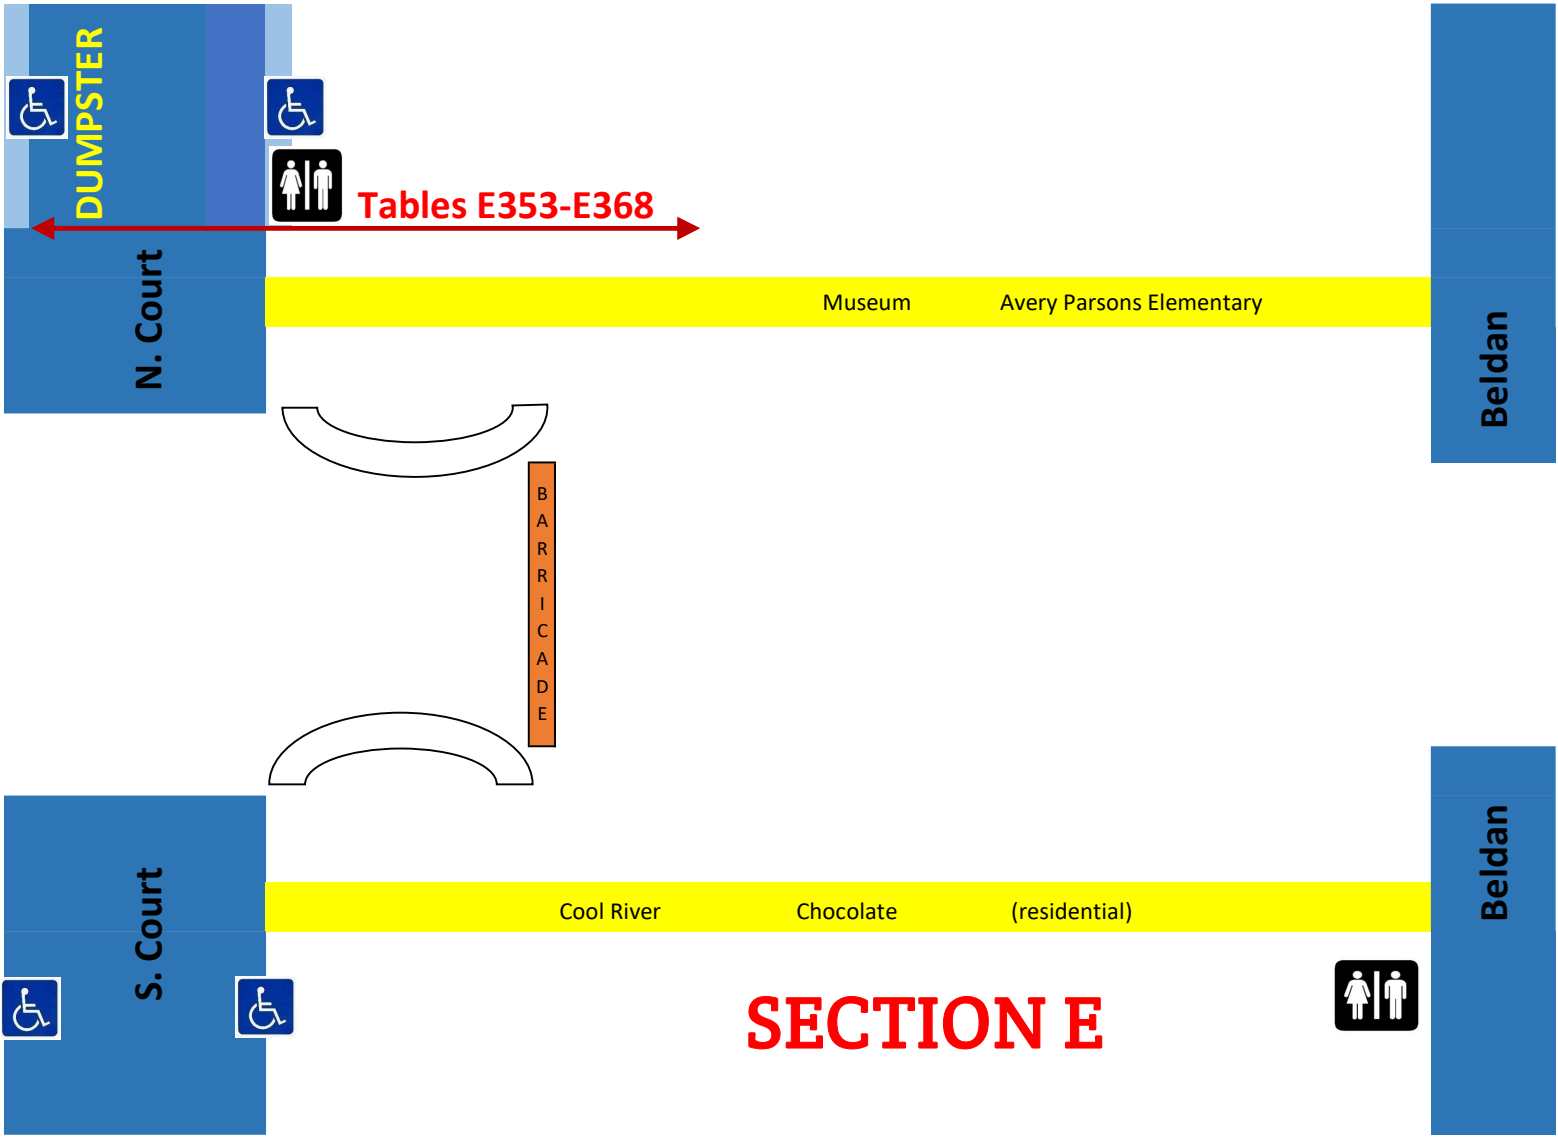 DUMPSTER
Tables E353-E368
N. Court
Museum
Avery Parsons Elementary
Beldan
BARRICADE
S. Court
Beldan
Cool River
Chocolate
(residential)
SECTION E